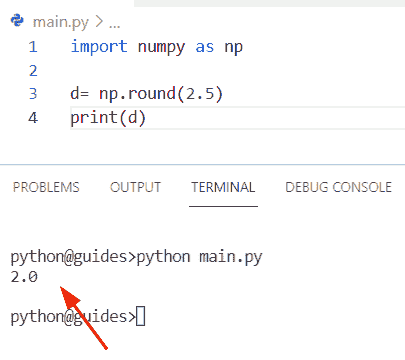 main.py > ...
1 import numpy as np
2
3 d= np.round(2.5)
4 print(d)
PROBLEMS OUTPUT TERMINAL DEBUG CONSOLE
python@guides>python main.py
2.0
python@guides>